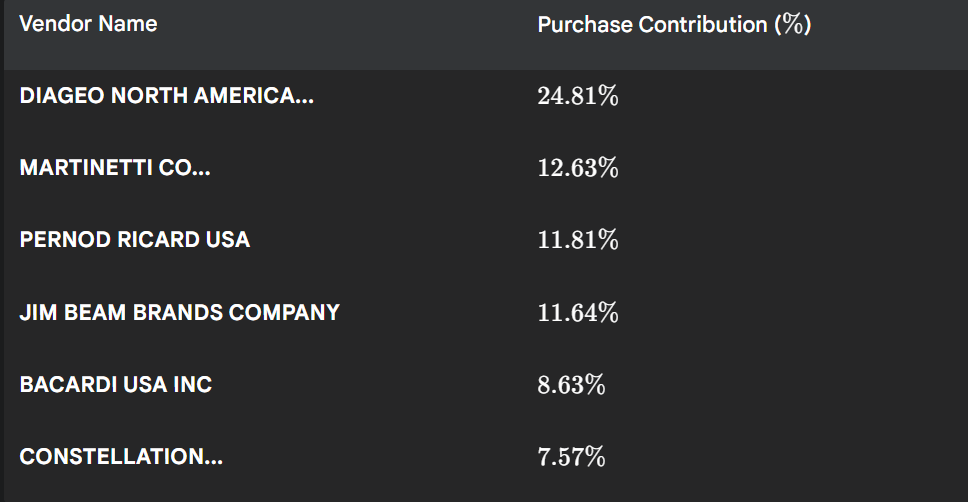 Vendor Name Purchase Contribution (%)
DIAGEO NORTH AMERICA... 24.81%
MARTINETTI CO... 12.63%
PERNOD RICARD USA 11.81%
JIM BEAM BRANDS COMPANY 11.64%
BACARDI USA INC 8.63%
CONSTELLATION... 7.57%